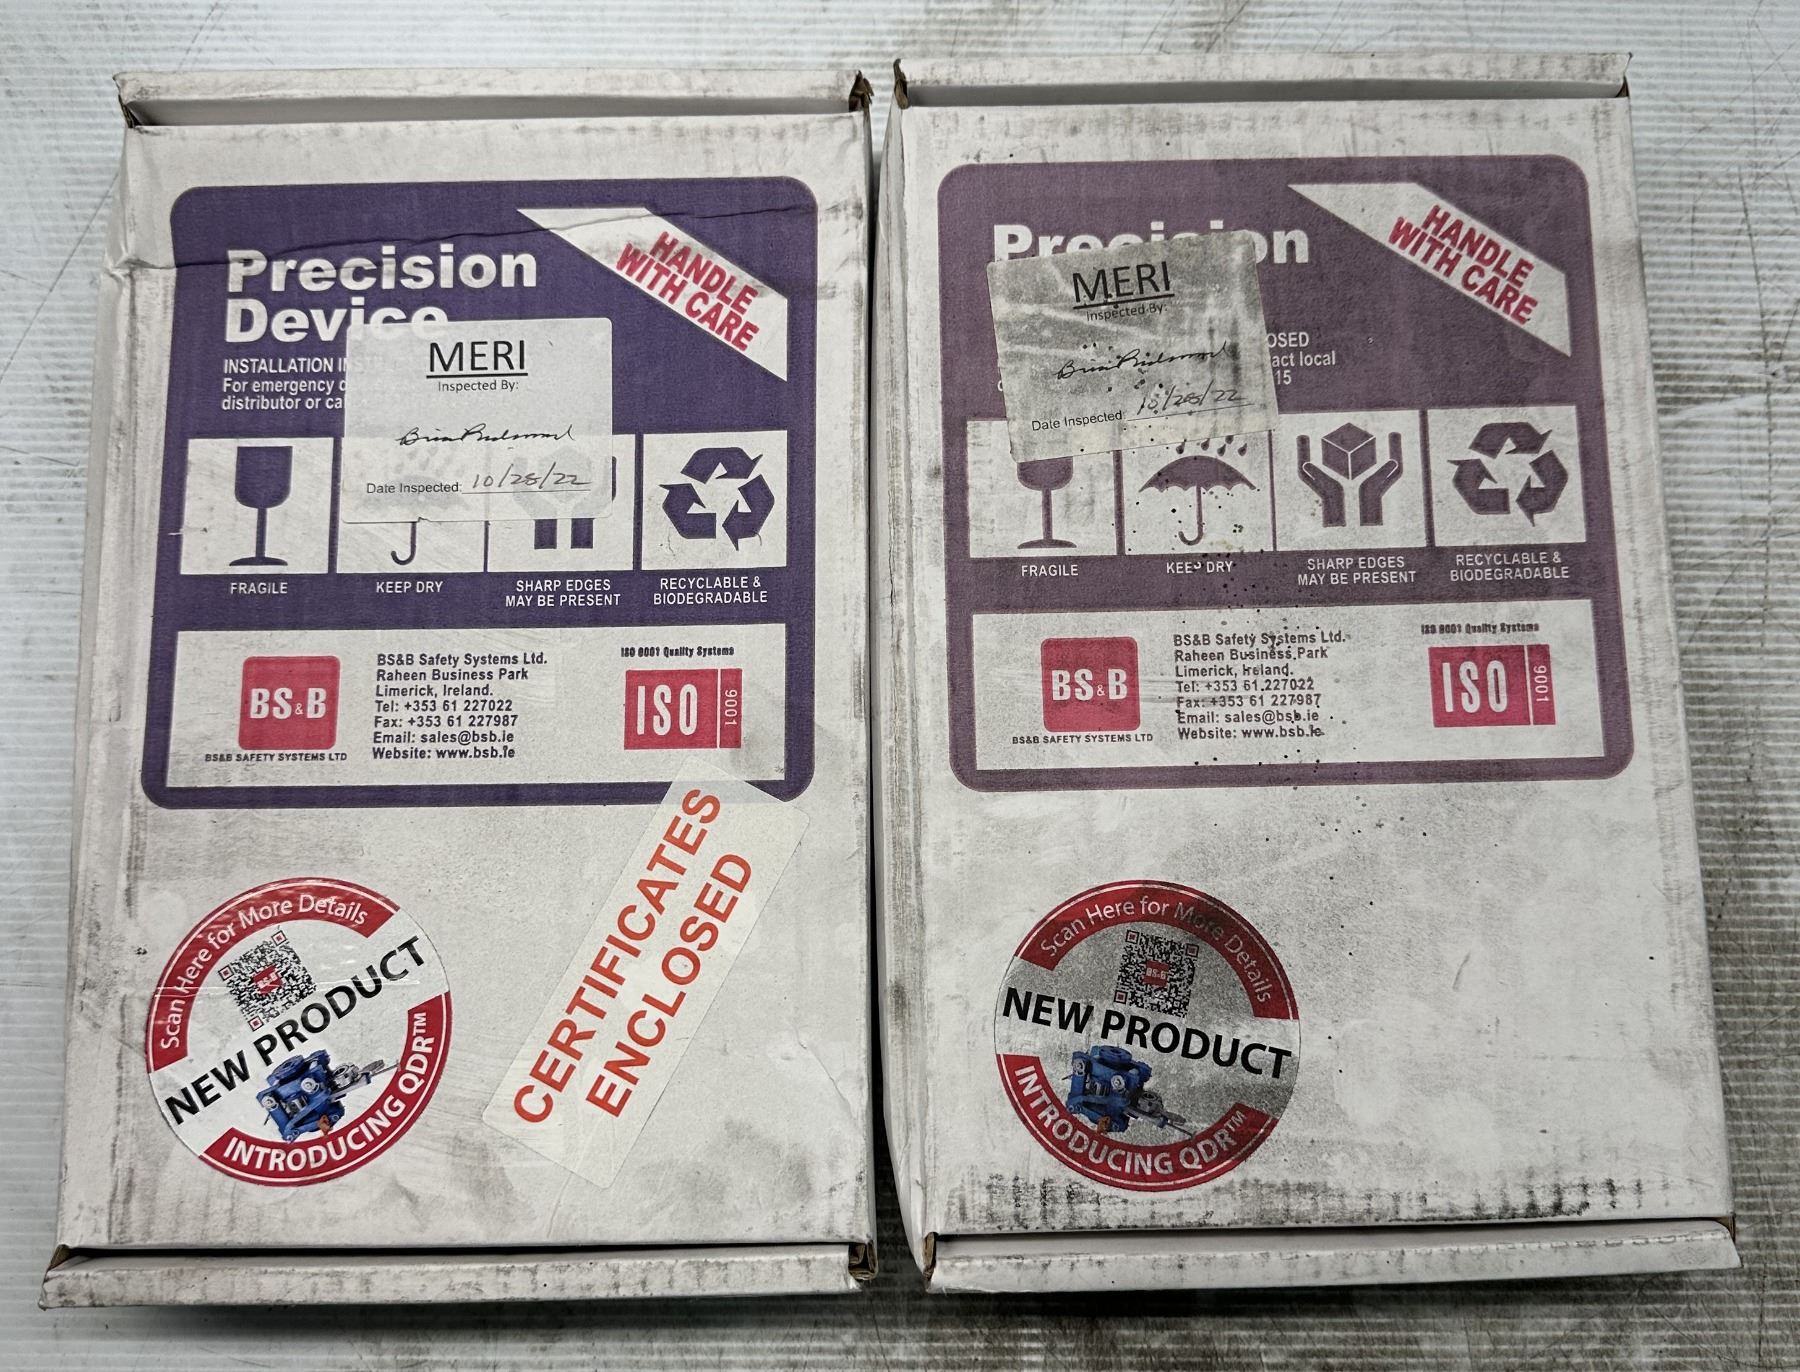 HANDLE
WITH CARE
Precision
Device
INSTALLATION
For emergency
distributor or
MERI
Inspected By:
Date Inspected: 10/28/22
FRAGILE
KEEP DRY
SHARP EDGES
MAY BE PRESENT
RECYCLABLE &
BIODEGRADABLE
BS&B
BS&B SAFETY SYSTEMS LTD
BS&B Safety Systems Ltd.
Raheen Business Park
Limerick, Ireland.
Tel: +353 61 227022
Fax: +353 61 227987
Email: sales@bsb.ie
Website: www.bsb.ie
ISO 9001 Quality Systems
ISO 9001
CERTIFICATES
ENCLOSED
Scan Here for More Details
BS&B
NEW PRODUCT
INTRODUCING QDR™
HANDLE
WITH CARE
Precision
OSED
act local
15
MERI
Inspected By:
Date Inspected: 10/28/22
FRAGILE
KEEP DRY
SHARP EDGES
MAY BE PRESENT
RECYCLABLE &
BIODEGRADABLE
BS&B
BS&B SAFETY SYSTEMS LTD
BS&B Safety Systems Ltd.
Raheen Business Park
Limerick, Ireland.
Tel: +353 61 227022
Fax: +353 61 227987
Email: sales@bsb.ie
Website: www.bsb.ie
ISO 9001 Quality Systems
ISO 9001
Scan Here for More Details
BS&B
NEW PRODUCT
INTRODUCING QDR™